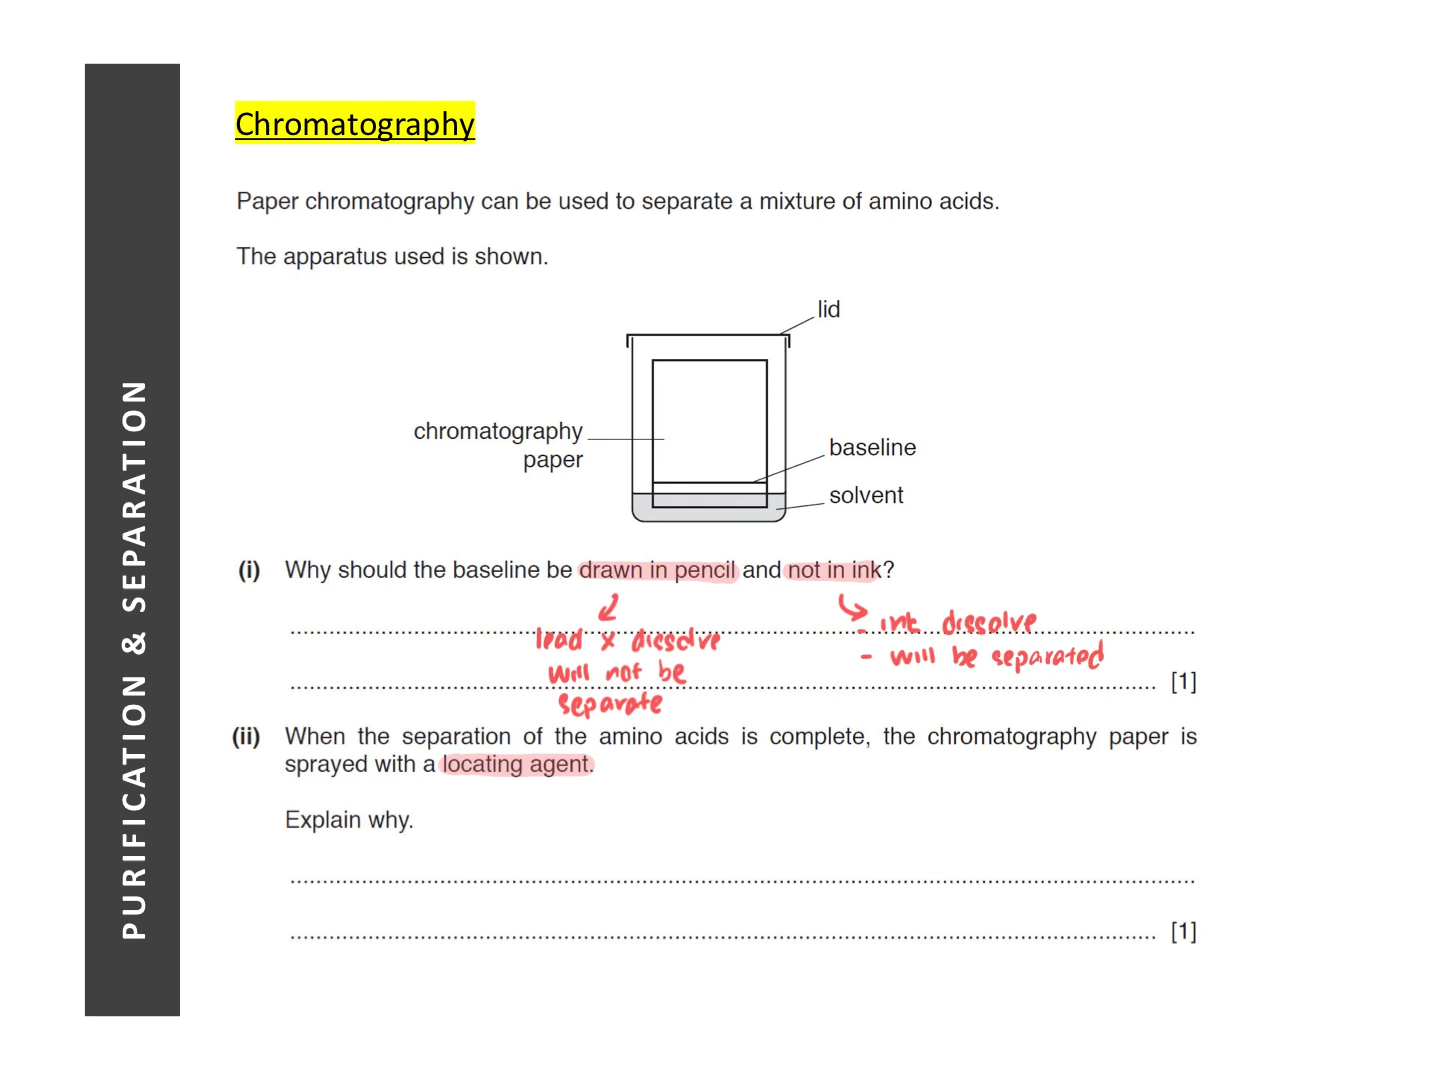 PURIFICATION & SEPARATION
Chromatography
Paper chromatography can be used to separate a mixture of amino acids.
The apparatus used is shown.
lid
chromatography
paper
baseline
solvent
(i) Why should the baseline be drawn in pencil and not in ink?
lead x dissolve
will not be
separate
- ink dissolve
- will be separated
[1]
(ii) When the separation of the amino acids is complete, the chromatography paper is
sprayed with a locating agent.
Explain why.
[1]